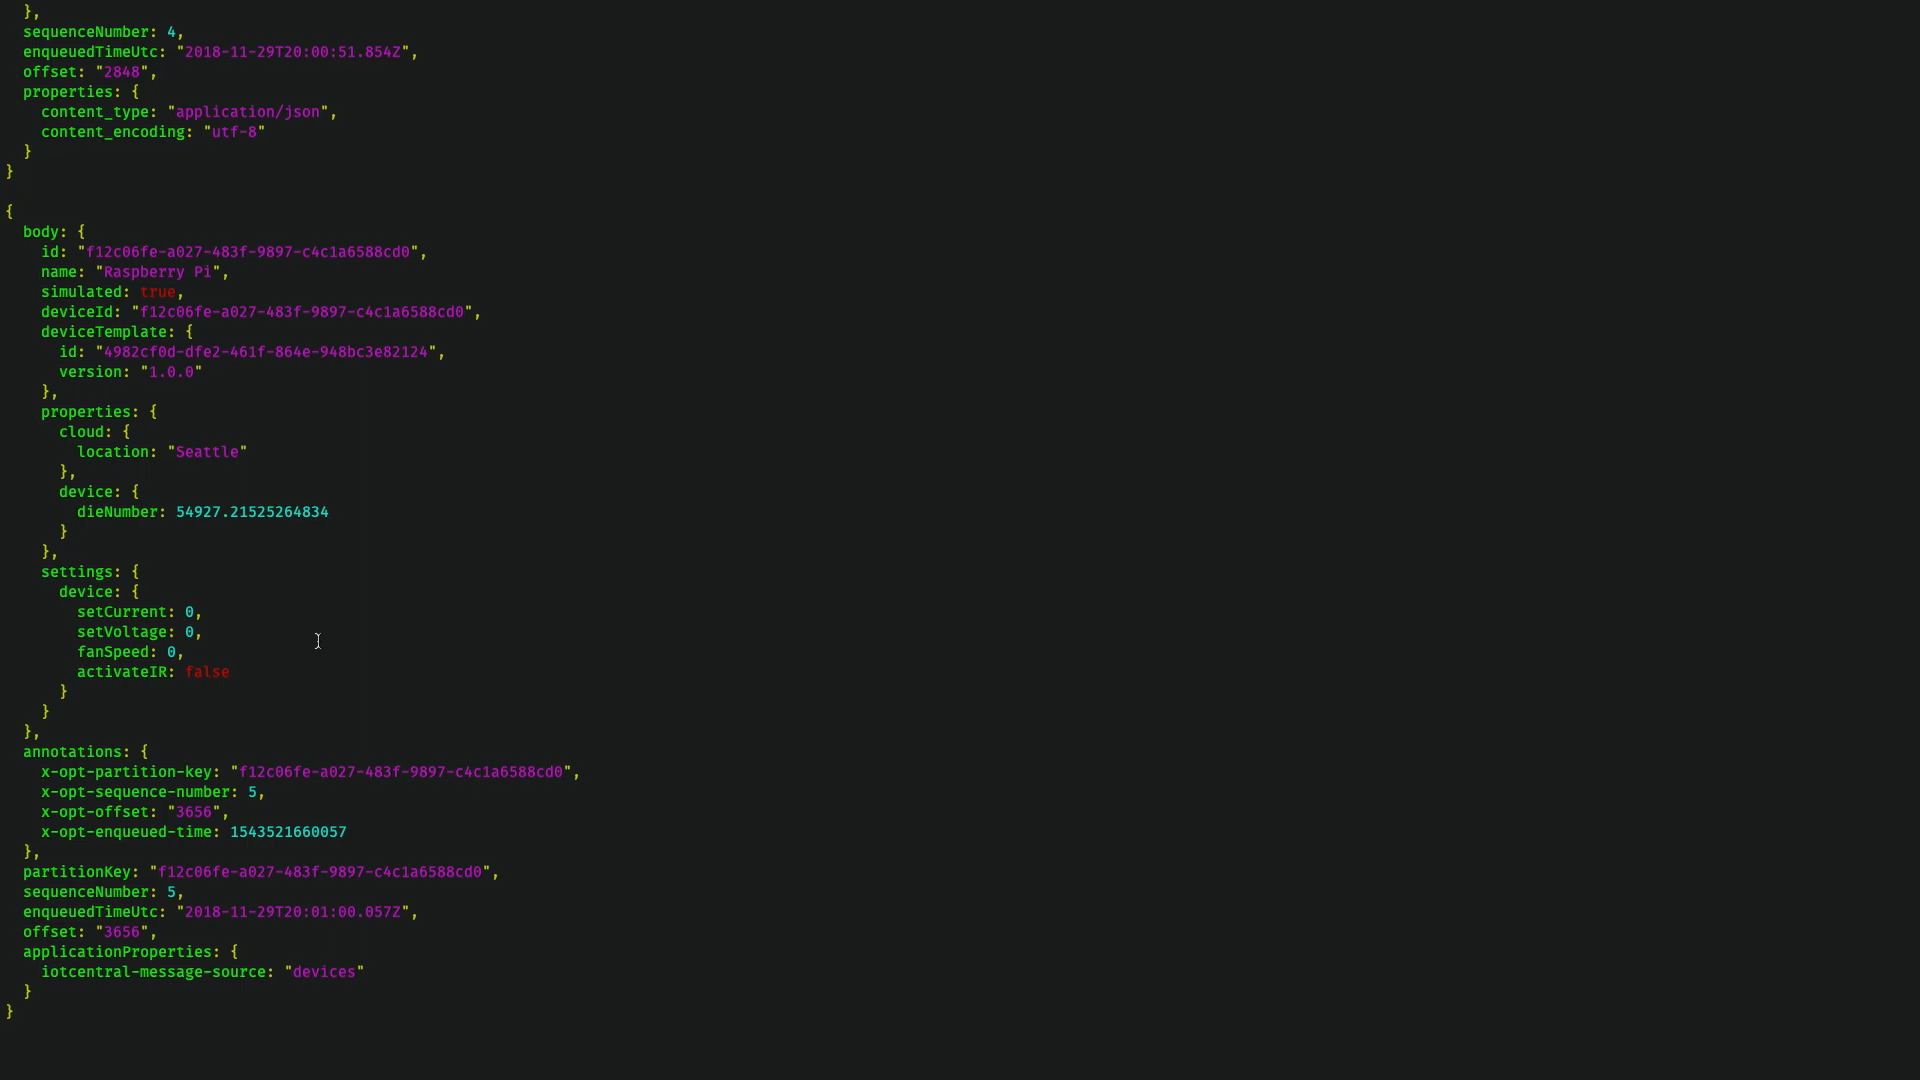 },
  sequenceNumber: 4,
  enqueuedTimeUtc: "2018-11-29T20:00:51.854Z",
  offset: "2848",
  properties: {
    content_type: "application/json",
    content_encoding: "utf-8"
  }
}

{
  body: {
    id: "f12c06fe-a027-483f-9897-c4c1a6588cd0",
    name: "Raspberry Pi",
    simulated: true,
    deviceId: "f12c06fe-a027-483f-9897-c4c1a6588cd0",
    deviceTemplate: {
      id: "4982cf0d-dfe2-461f-864e-948bc3e82124",
      version: "1.0.0"
    },
    properties: {
      cloud: {
        location: "Seattle"
      },
      device: {
        dieNumber: 54927.21525264834
      }
    },
    settings: {
      device: {
        setCurrent: 0,
        setVoltage: 0,
        fanSpeed: 0,
        activateIR: false
      }
    }
  },
  annotations: {
    x-opt-partition-key: "f12c06fe-a027-483f-9897-c4c1a6588cd0",
    x-opt-sequence-number: 5,
    x-opt-offset: "3656",
    x-opt-enqueued-time: 1543521660057
  },
  partitionKey: "f12c06fe-a027-483f-9897-c4c1a6588cd0",
  sequenceNumber: 5,
  enqueuedTimeUtc: "2018-11-29T20:01:00.057Z",
  offset: "3656",
  applicationProperties: {
    iotcentral-message-source: "devices"
  }
}